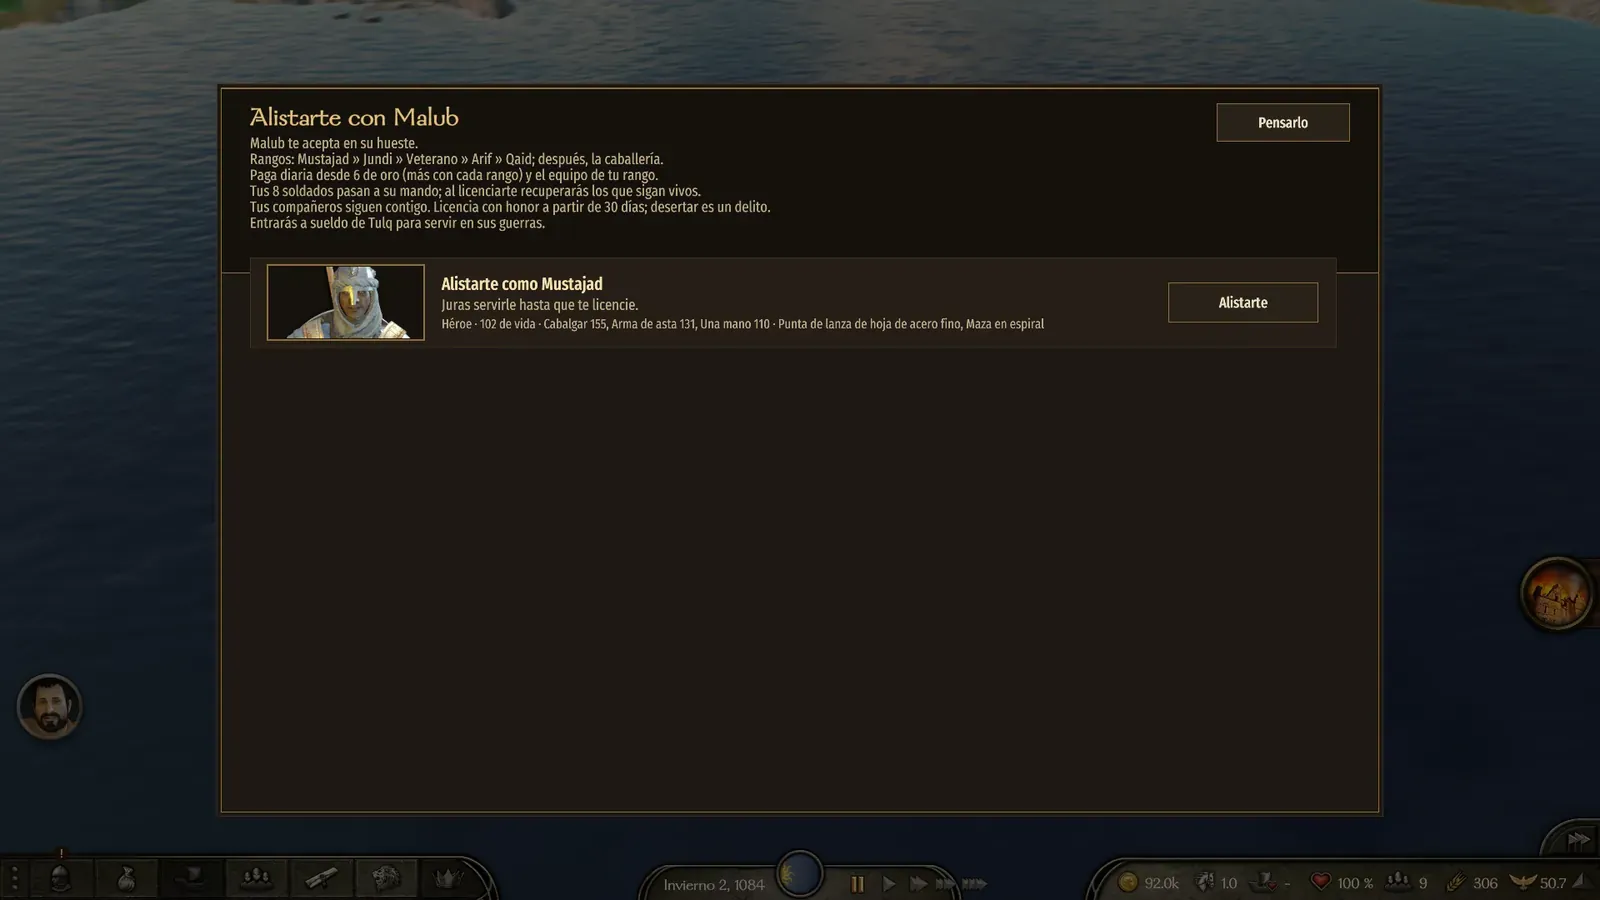 Alistarte con Malub
Pensarlo
Malub te acepta en su hueste.
Rangos: Mustajad » Jundi » Veterano » Arif » Qaid; después, la caballería.
Paga diaria desde 6 de oro (más con cada rango) y el equipo de tu rango.
Tus 8 soldados pasan a su mando; al licenciarte recuperarás los que sigan vivos.
Tus compañeros siguen contigo. Licencia con honor a partir de 30 días; desertar es un delito.
Entrarás a sueldo de Tulq para servir en sus guerras.
Alistarte como Mustajad
Juras servirle hasta que te licencie.
Héroe · 102 de vida · Cabalgar 155, Arma de asta 131, Una mano 110 · Punta de lanza de hoja de acero fino, Maza en espiral
Alistarte
!
Invierno 2, 1084
92.0k
1.0
-
100 %
9
306
50.7